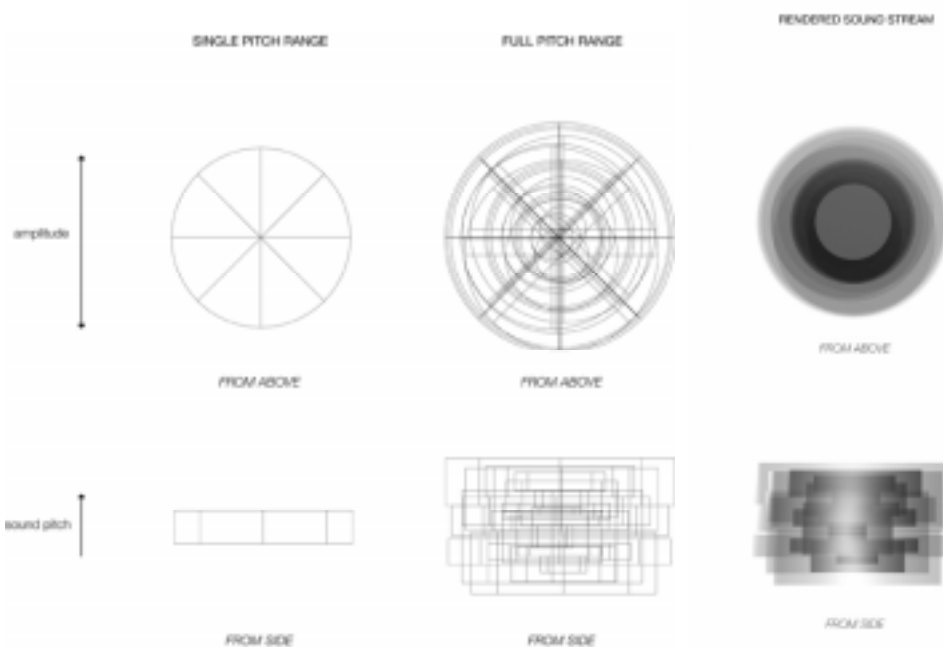 RENDERED SOUND STREAM
SINGLE PITCH RANGE
FULL PITCH RANGE
amplitude
FROM ABOVE
FROM ABOVE
FROM ABOVE
sound pitch
FROM SIDE
FROM SIDE
FROM SIDE